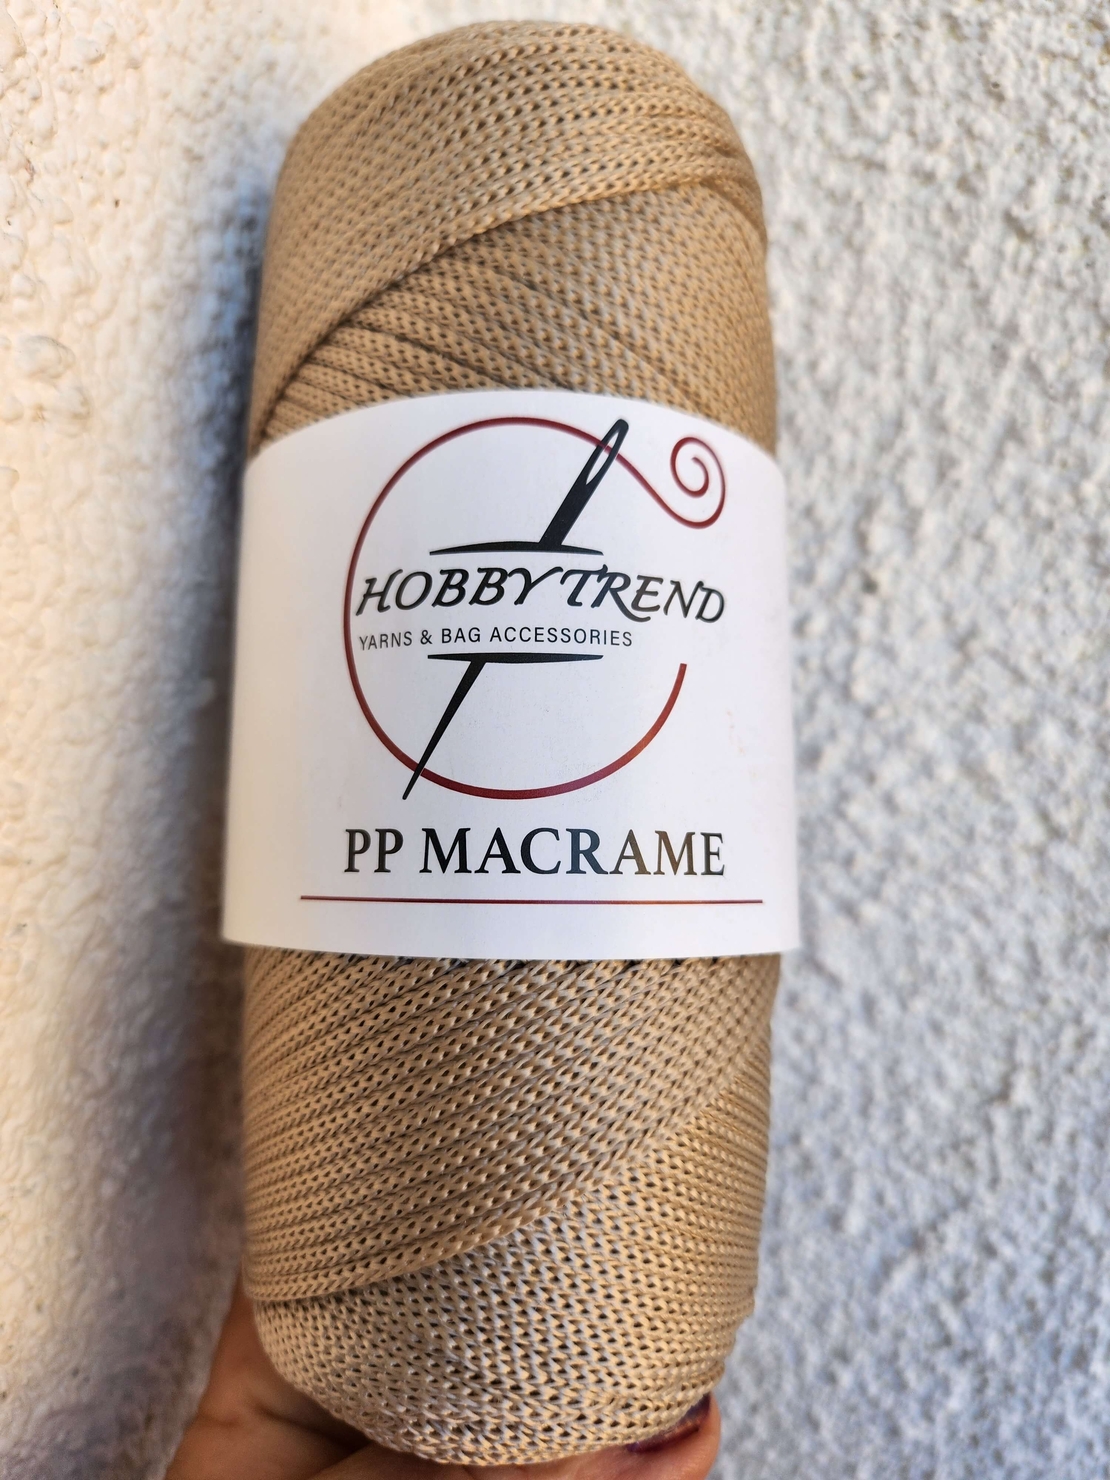 HOBBY TREND
YARNS & BAG ACCESSORIES
PP MACRAME